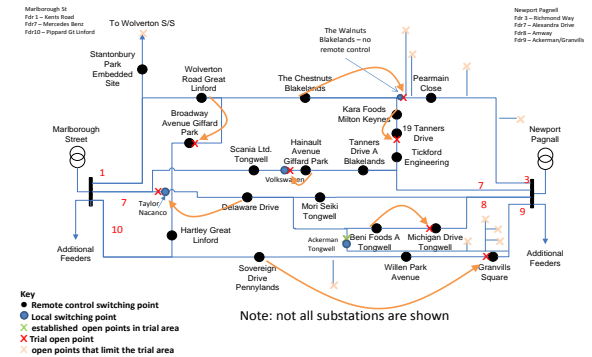 Marlborough St
Fdr 1 – Kents Road
Fdr7 – Mercedes Benz
Fdr10 – Pippard Gt Linford
To Wolverton S/S
Newport Pagnell
Fdr 3 – Richmond Way
Fdr7 – Alexandra Drive
Fdr8 – Amway
Fdr9 – Ackerman/Granvills
The Walnuts
Blakelands – no
remote control
Stantonbury
Park
Embedded
Site
Wolverton
Road Great
Linford
The Chestnuts
Blakelands
Pearmain
Close
Broadway
Avenue Giffard
Park
Kara Foods
Milton Keynes
19 Tanners
Drive
Marlborough
Street
Scania Ltd.
Tongwell
Hainault
Avenue
Giffard Park
Tanners
Drive A
Blakelands
Tickford
Engineering
Newport
Pagnall
Volkswagen
1
7
3
7
Taylor/
Nacanco
Delaware Drive
Mori Seiki
Tongwell
8
9
10
Hartley Great
Linford
Ackerman
Tongwell
Beni Foods A
Tongwell
Michigan Drive
Tongwell
Additional
Feeders
Additional
Feeders
Sovereign
Drive
Pennylands
Willen Park
Avenue
Granvills
Square
Key
Remote control switching point
Local switching point
established open points in trial area
Trial open point
open points that limit the trial area
Note: not all substations are shown